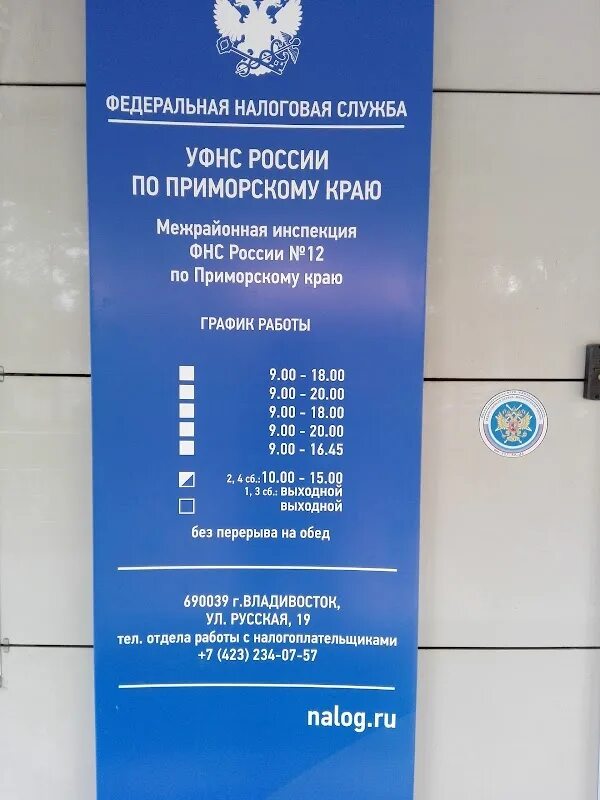 ФЕДЕРАЛЬНАЯ НАЛОГОВАЯ СЛУЖБА
УФНС РОССИИ
ПО ПРИМОРСКОМУ КРАЮ
Межрайонная инспекция
ФНС России №12
по Приморскому краю
ГРАФИК РАБОТЫ
9.00 - 18.00
9.00 - 20.00
9.00 - 18.00
9.00 - 20.00
9.00 - 16.45
2, 4 сб.: 10.00 - 15.00
1, 3 сб.: выходной
выходной
без перерыва на обед
690039 г.ВЛАДИВОСТОК,
УЛ. РУССКАЯ, 19
тел. отдела работы с налогоплательщиками
+7 (423) 234-07-57
nalog.ru